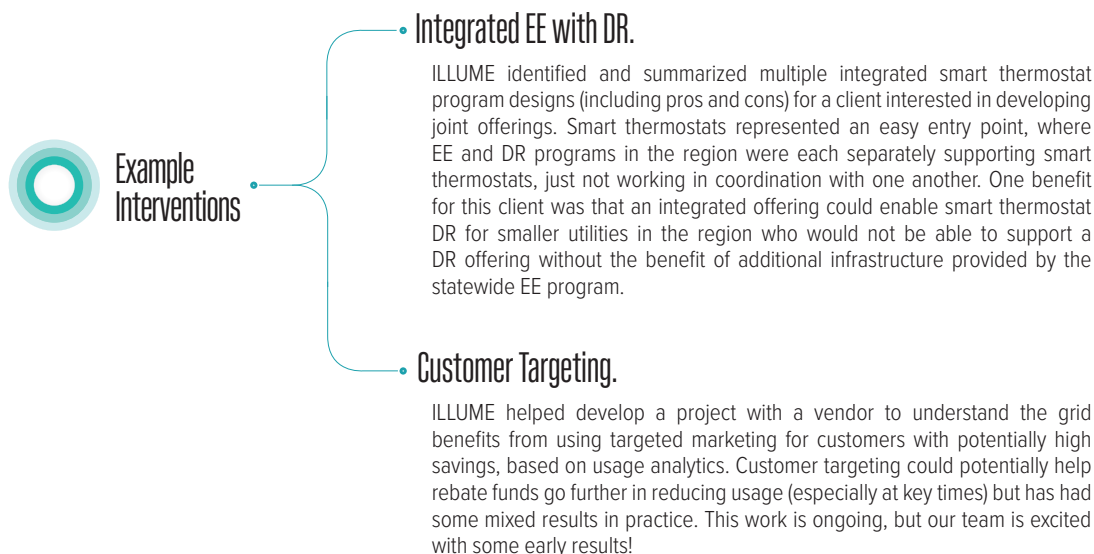 Example
Interventions
Integrated EE with DR.
ILLUME identified and summarized multiple integrated smart thermostat
program designs (including pros and cons) for a client interested in developing
joint offerings. Smart thermostats represented an easy entry point, where
EE and DR programs in the region were each separately supporting smart
thermostats, just not working in coordination with one another. One benefit
for this client was that an integrated offering could enable smart thermostat
DR for smaller utilities in the region who would not be able to support a
DR offering without the benefit of additional infrastructure provided by the
statewide EE program.
Customer Targeting.
ILLUME helped develop a project with a vendor to understand the grid
benefits from using targeted marketing for customers with potentially high
savings, based on usage analytics. Customer targeting could potentially help
rebate funds go further in reducing usage (especially at key times) but has had
some mixed results in practice. This work is ongoing, but our team is excited
with some early results!